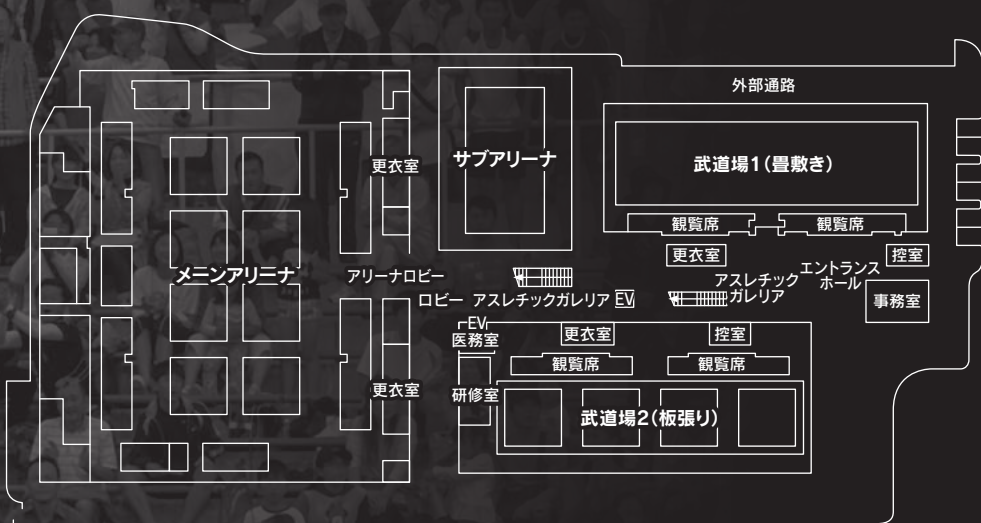 外部通路
サブアリーナ
武道場1（畳敷き）
更衣室
観覧席
観覧席
更衣室
控室
メインアリーナ
アリーナロビー
ロビー
アスレチックガレリア
EV
アスレチック
ガレリア
エントランス
ホール
事務室
EV
医務室
更衣室
控室
観覧席
観覧席
更衣室
研修室
武道場2（板張り）